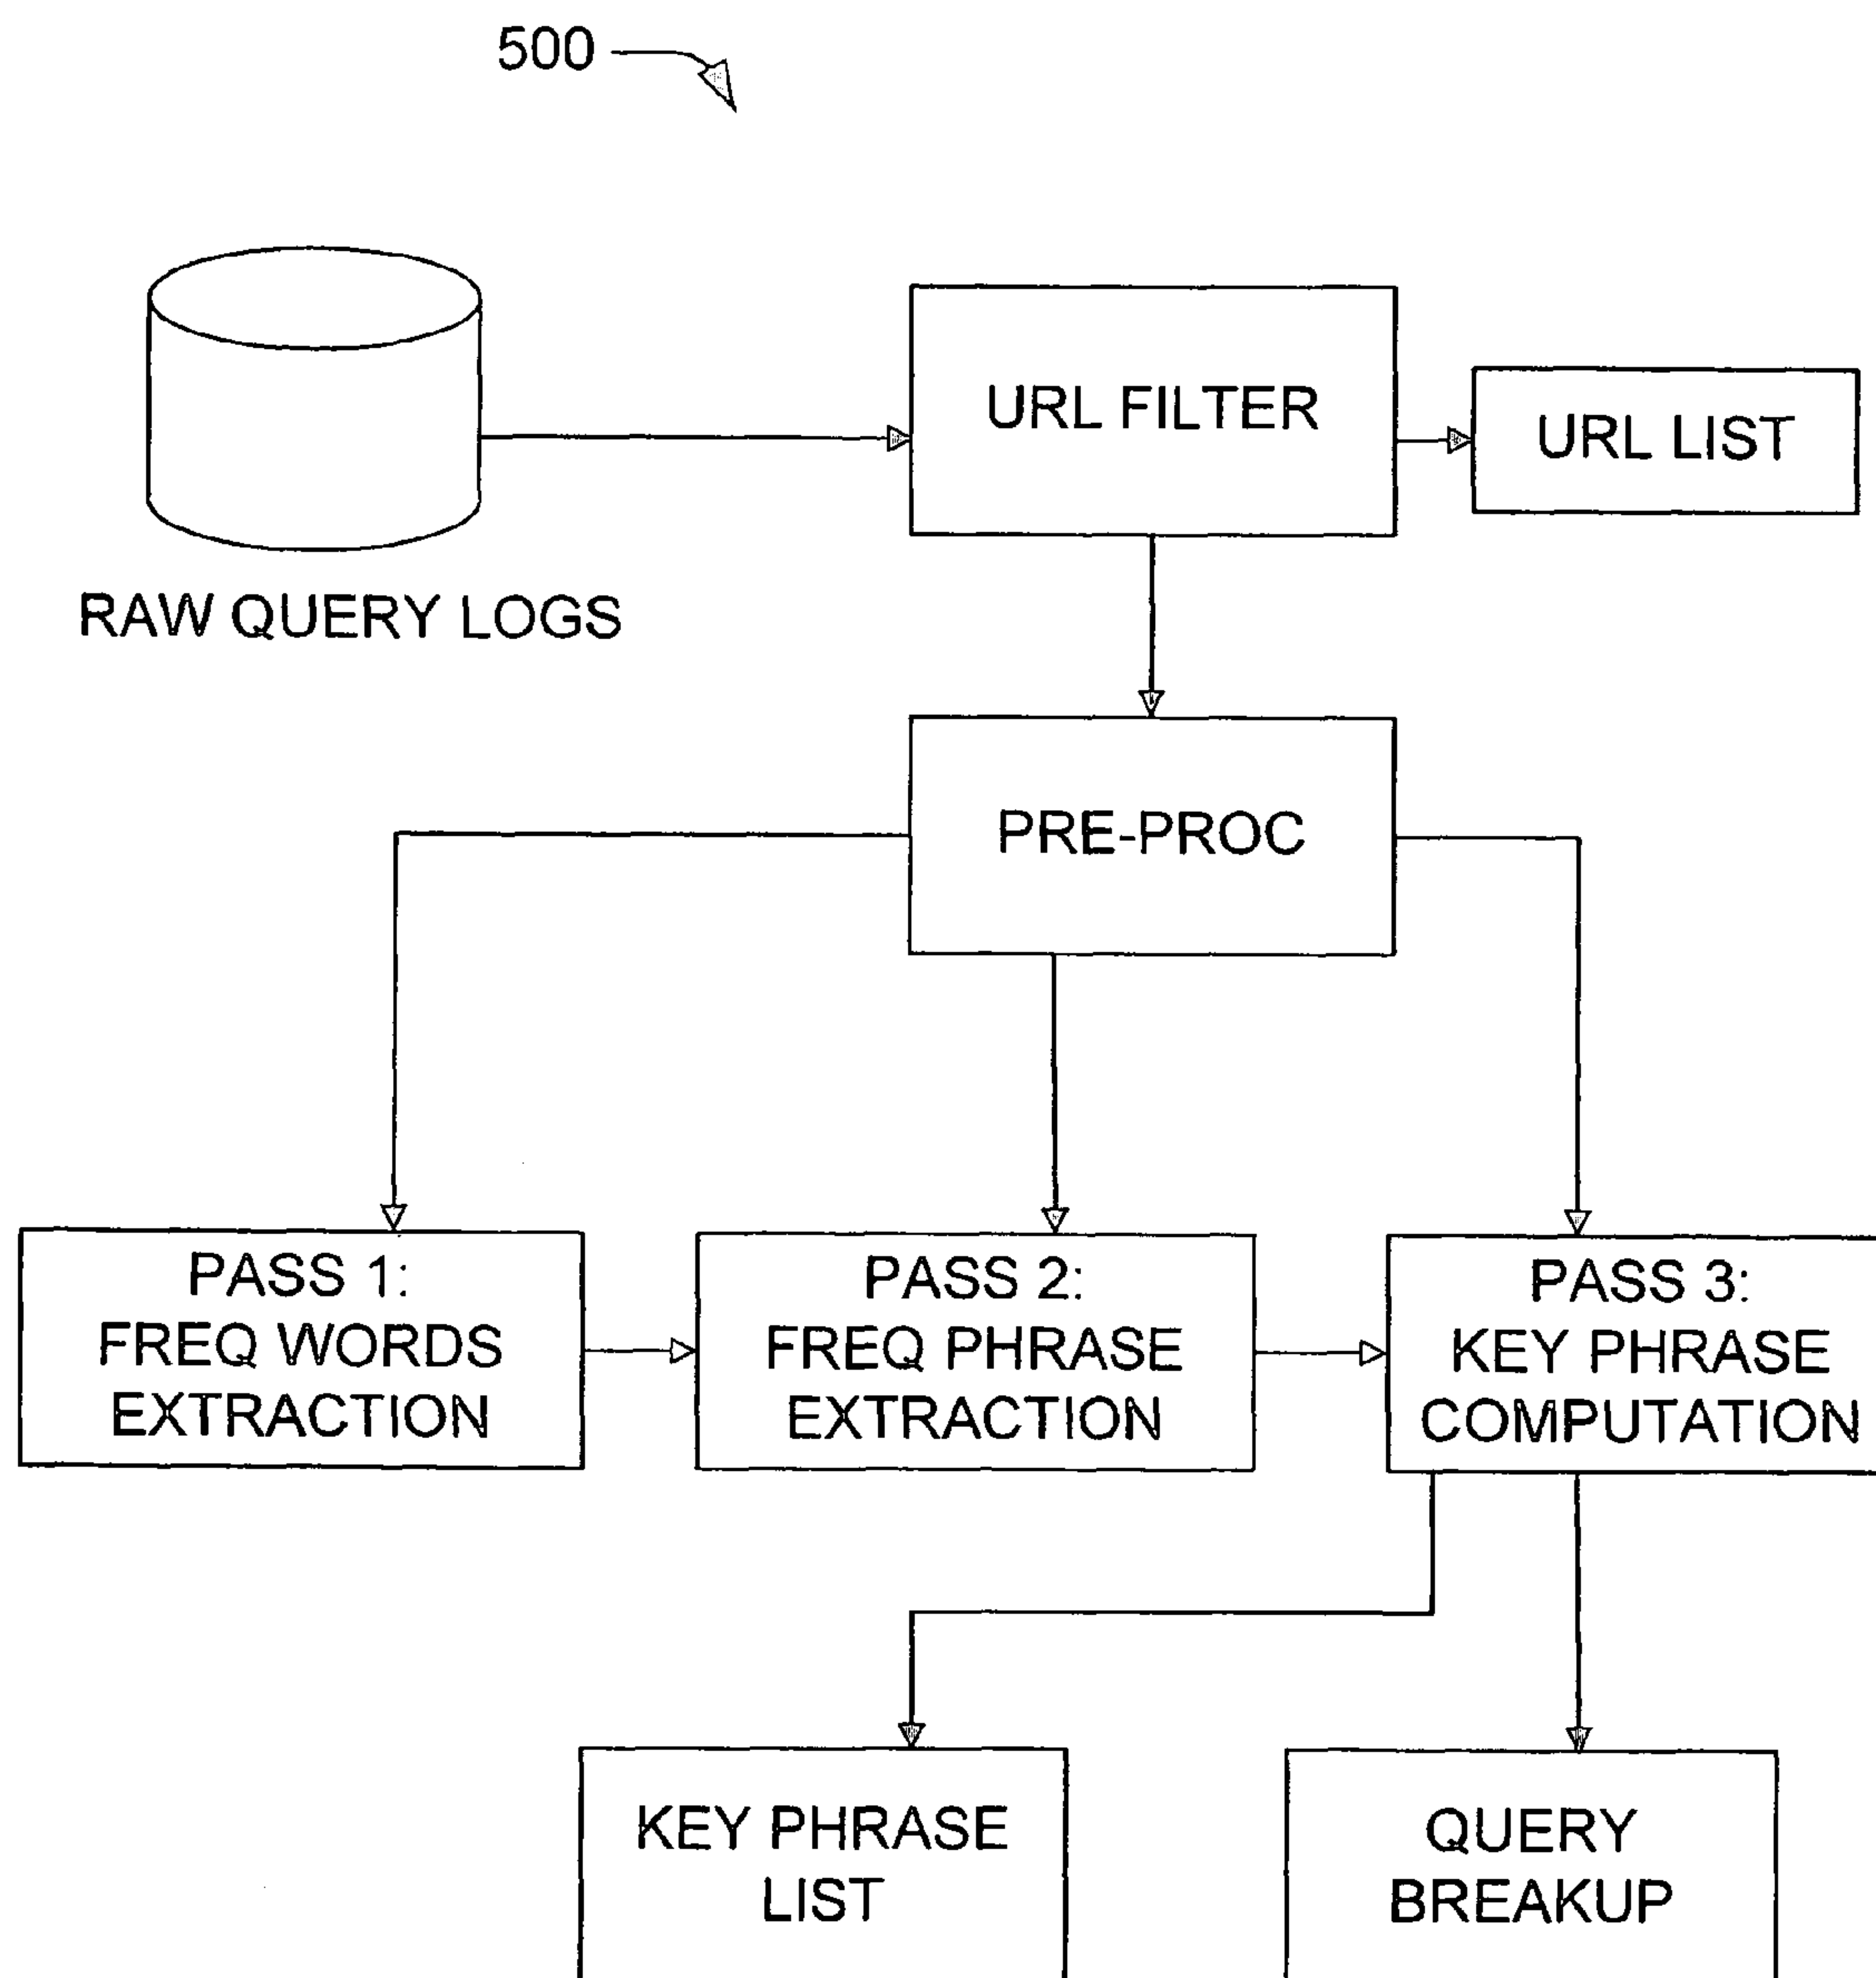 500
URL FILTER
URL LIST
RAW QUERY LOGS
PRE-PROC
PASS 1:
FREQ WORDS
EXTRACTION
PASS 2:
FREQ PHRASE
EXTRACTION
PASS 3:
KEY PHRASE
COMPUTATION
KEY PHRASE
LIST
QUERY
BREAKUP